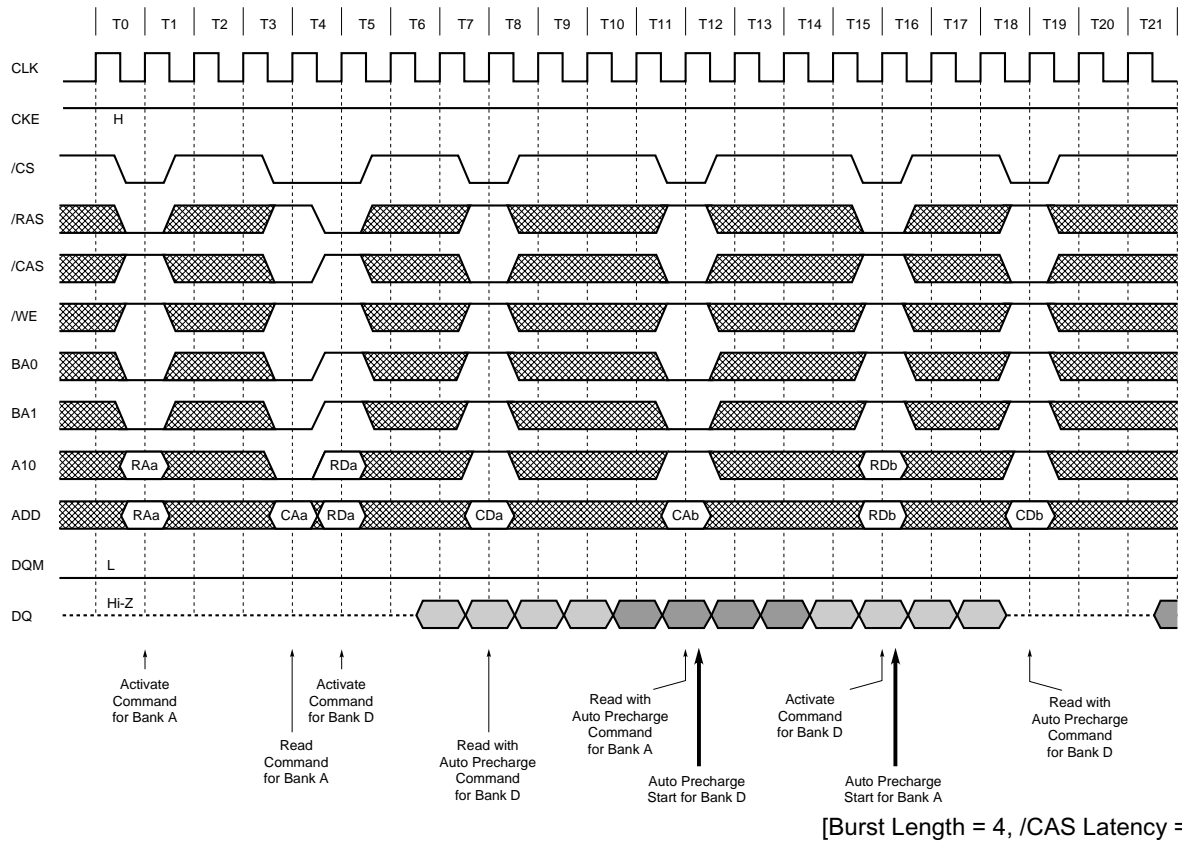 T0 T1 T2 T3 T4 T5 T6 T7 T8 T9 T10 T11 T12 T13 T14 T15 T16 T17 T18 T19 T20 T21
CLK
CKE H
/CS
/RAS
/CAS
/WE
BA0
BA1
A10 RAa RDa RDb
ADD RAa CAa RDa CDa CAb RDb CDb
DQM L
DQ Hi-Z
Activate
Command
for Bank A
Read
Command
for Bank A
Activate
Command
for Bank D
Read with
Auto Precharge
Command
for Bank D
Read with
Auto Precharge
Command
for Bank A
Auto Precharge
Start for Bank D
Activate
Command
for Bank D
Auto Precharge
Start for Bank A
Read with
Auto Precharge
Command
for Bank D
[Burst Length = 4, /CAS Latency =